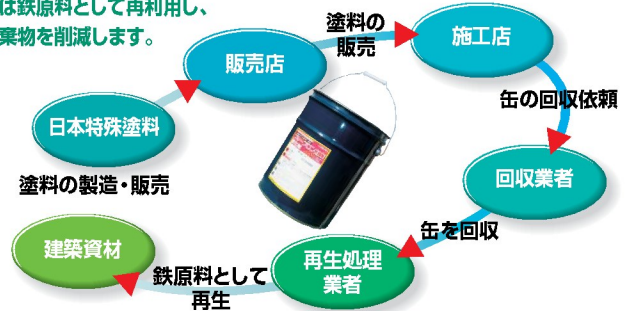 は鉄原料として再利用し、
棄物を削減します。
塗料の
販売
施工店
販売店
缶の回収依頼
日本特殊塗料
塗料の製造・販売
回収業者
缶を回収
建築資材
再生処理
業者
鉄原料として
再生